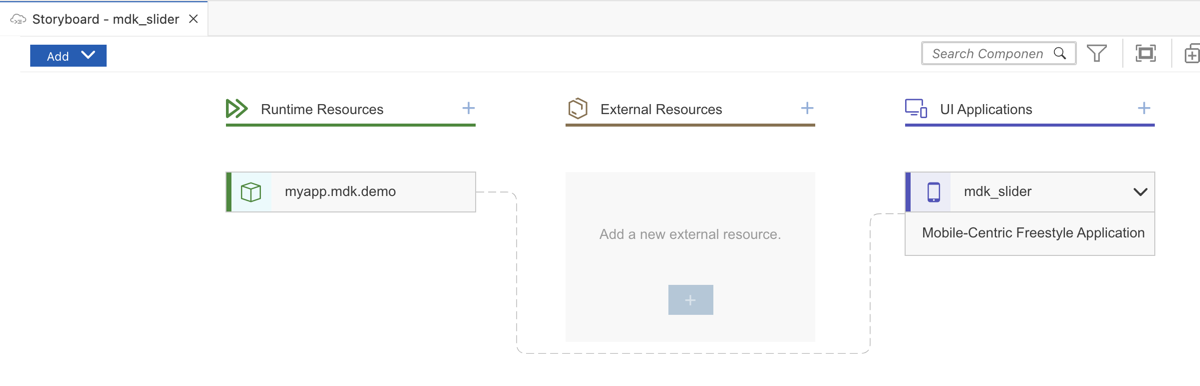 Storyboard - mdk_slider
Add
Search Componen
Runtime Resources
External Resources
UI Applications
myapp.mdk.demo
mdk_slider
Add a new external resource.
Mobile-Centric Freestyle Application